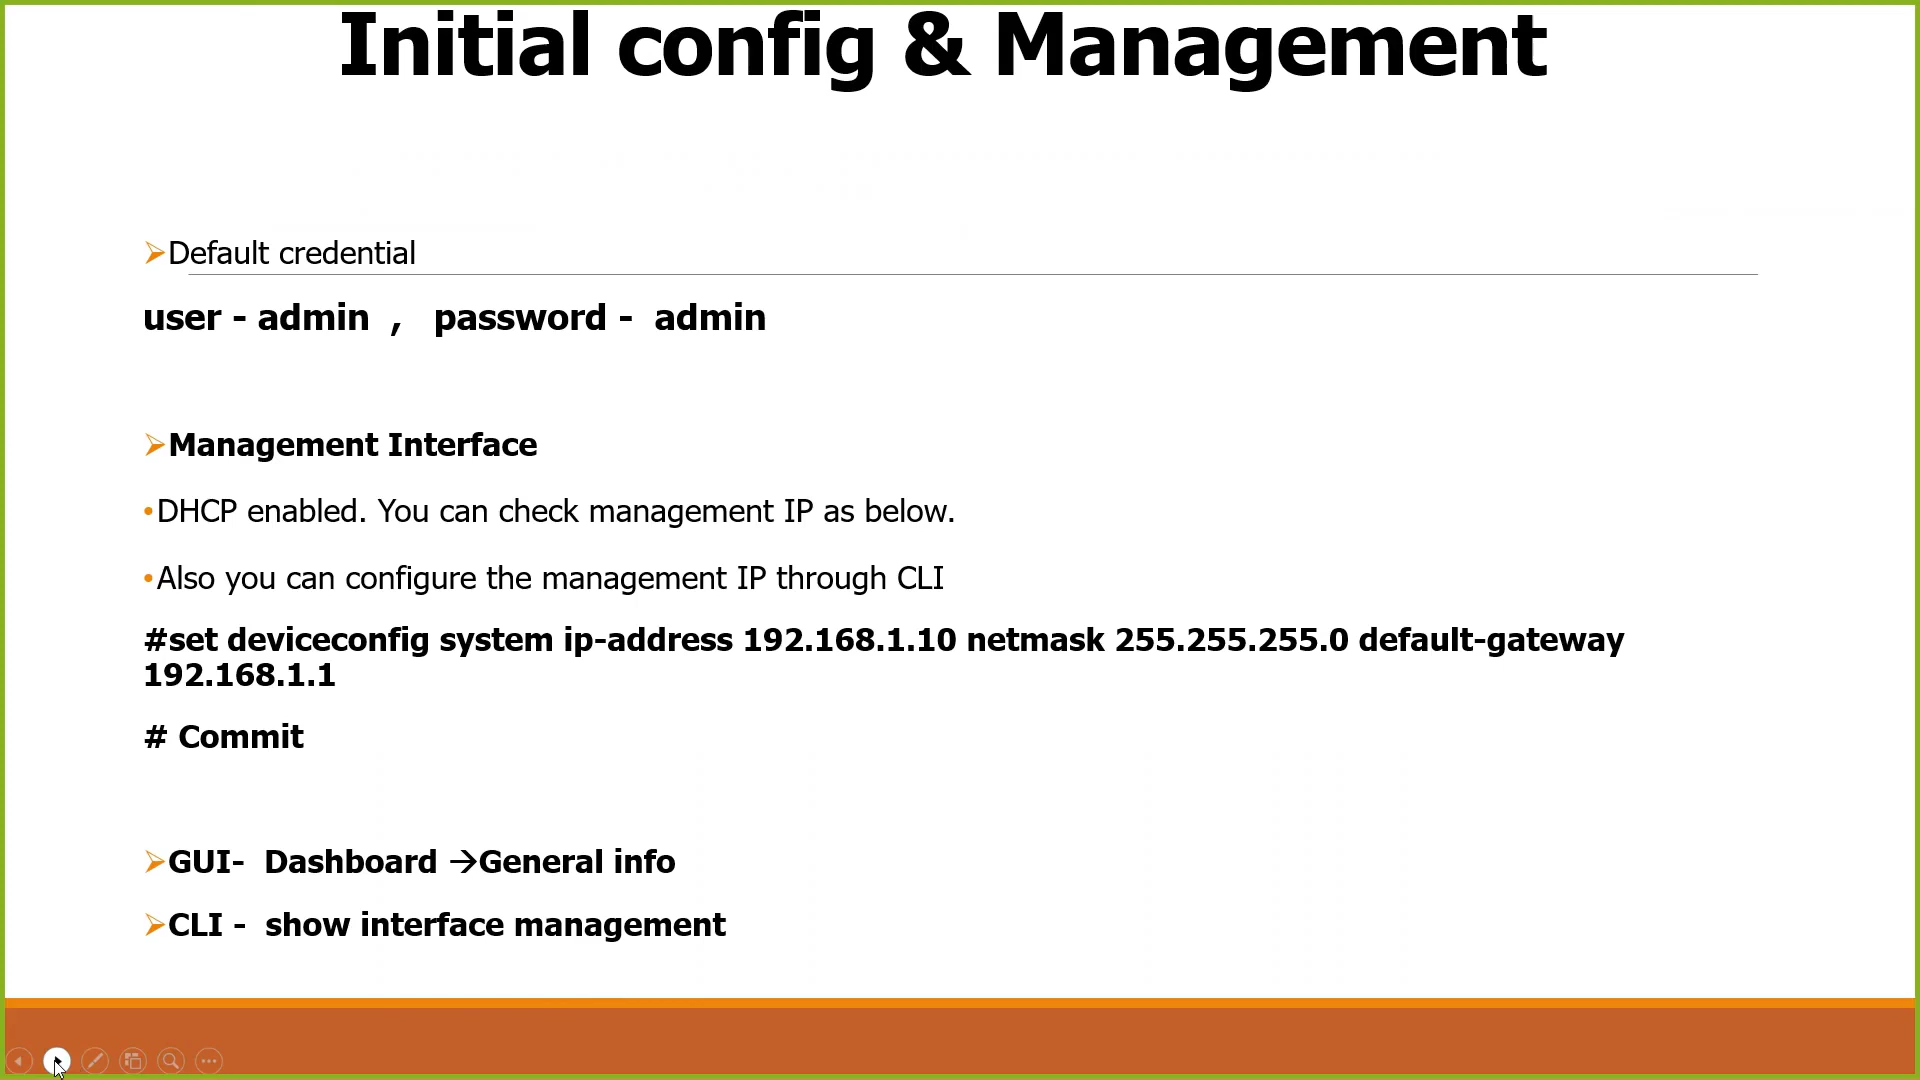 Initial config & Management
➢Default credential
user - admin , password - admin
➢Management Interface
•DHCP enabled. You can check management IP as below.
•Also you can configure the management IP through CLI
#set deviceconfig system ip-address 192.168.1.10 netmask 255.255.255.0 default-gateway
192.168.1.1
# Commit
➢GUI- Dashboard →General info
➢CLI - show interface management